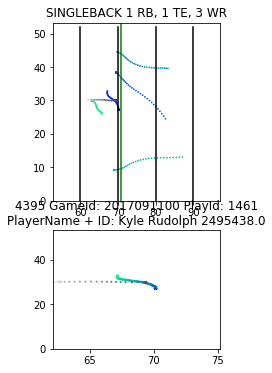 SINGLEBACK 1 RB, 1 TE, 3 WR
50
40
30
20
10
0
60 70 80 90
4395 GameId: 2017091100 PlayId: 1461
PlayerName + ID: Kyle Rudolph 2495438.0
40
20
0
65 70 75